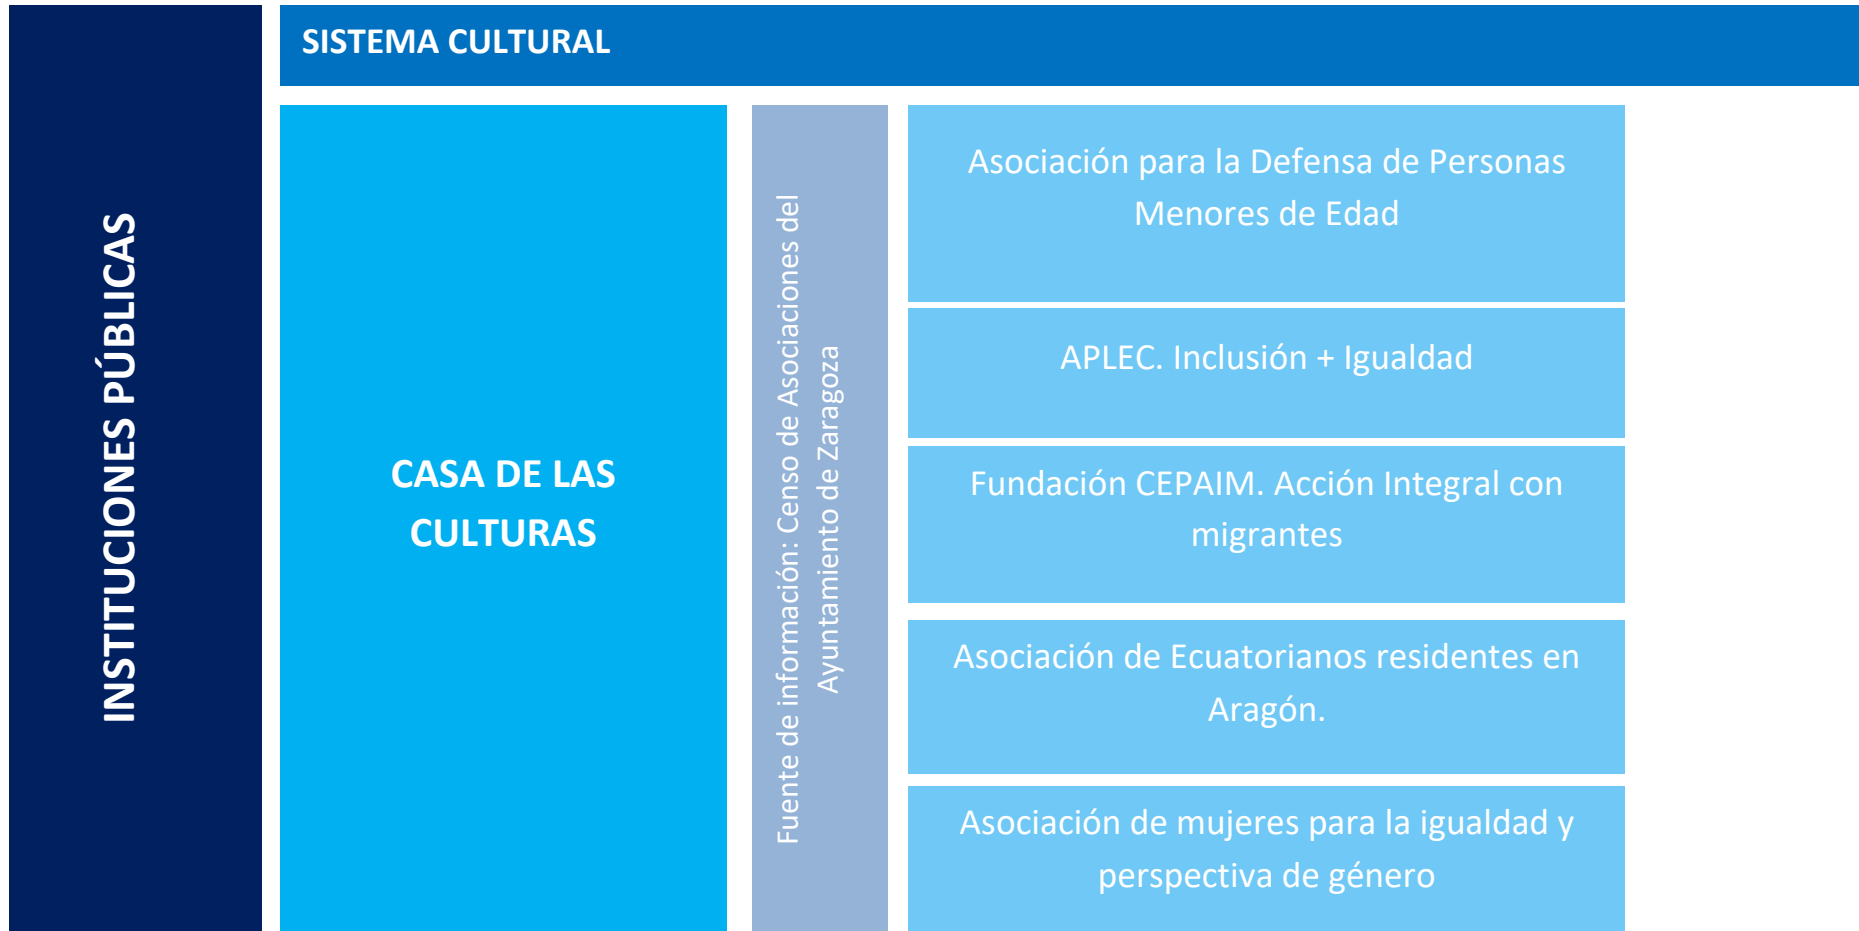 INSTITUCIONES PÚBLICAS
SISTEMA CULTURAL
CASA DE LAS
CULTURAS
Fuente de información: Censo de Asociaciones del
Ayuntamiento de Zaragoza
Asociación para la Defensa de Personas
Menores de Edad
APLEC. Inclusión + Igualdad
Fundación CEPAIM. Acción Integral con
migrantes
Asociación de Ecuatorianos residentes en
Aragón.
Asociación de mujeres para la igualdad y
perspectiva de género